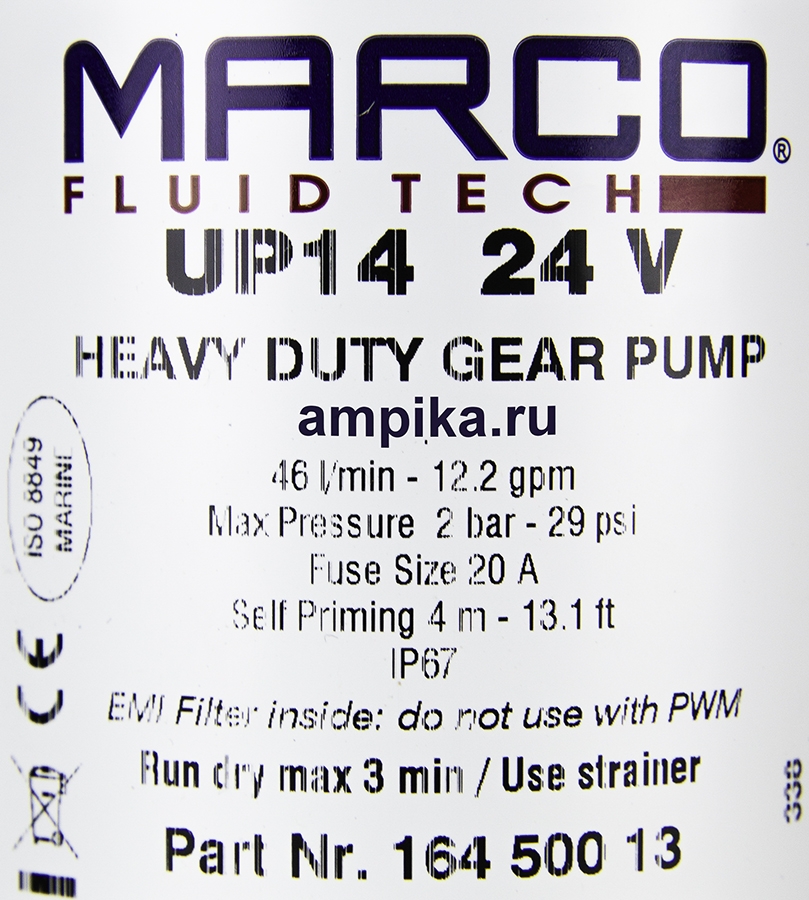 MARCO®
FLUID TECH
UP14 24 V
HEAVY DUTY GEAR PUMP
ampika.ru
46 l/min - 12.2 gpm
Max Pressure 2 bar - 29 psi
Fuse Size 20 A
Self Priming 4 m - 13.1 ft
IP67
EMI Filter inside: do not use with PWM
Run dry max 3 min / Use strainer
Part Nr. 164 500 13
ISO 8849
MARINE
CE